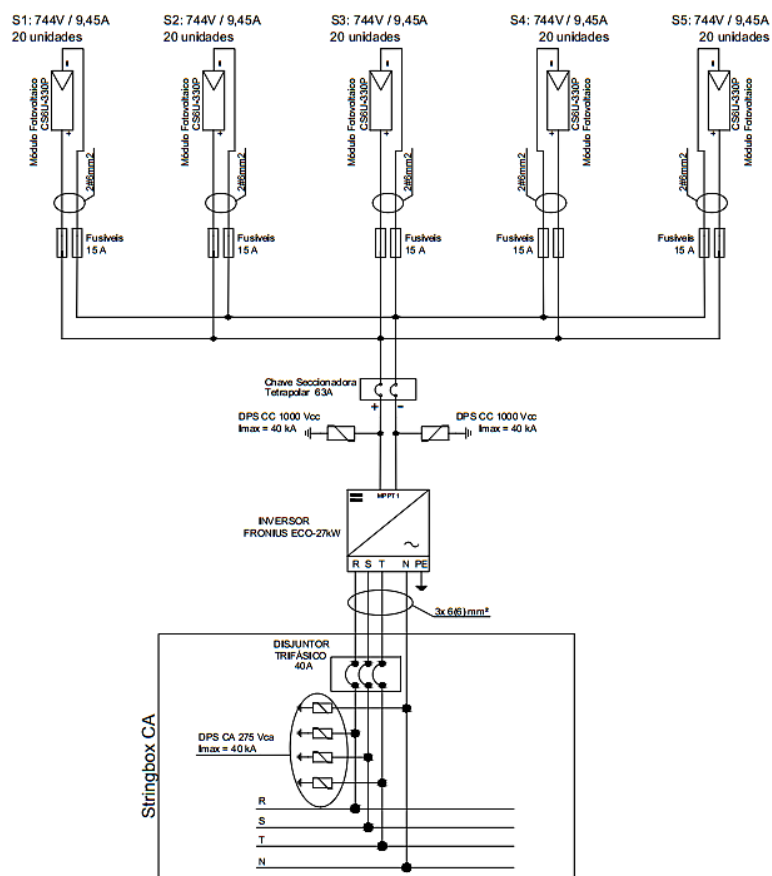 S1: 744V / 9,45A
20 unidades
S2: 744V / 9,45A
20 unidades
S3: 744V / 9,45A
20 unidades
S4: 744V / 9,45A
20 unidades
S5: 744V / 9,45A
20 unidades
Módulo Fotovoltaico
CS6U-330P
Módulo Fotovoltaico
CS6U-330P
Módulo Fotovoltaico
CS6U-330P
Módulo Fotovoltaico
CS6U-330P
Módulo Fotovoltaico
CS6U-330P
2#6mm2
2#6mm2
2#6mm2
2#6mm2
2#6mm2
Fusíveis
15 A
Fusíveis
15 A
Fusíveis
15 A
Fusíveis
15 A
Fusíveis
15 A
Chave Seccionadora
Tetrapolar 63A
+ -
DPS CC 1000 Vcc
Imax = 40 kA
DPS CC 1000 Vcc
Imax = 40 kA
MPPT 1
INVERSOR
FRONIUS ECO-27kW
R S T N PE
3x 6(6) mm²
DISJUNTOR
TRIFÁSICO
40A
DPS CA 275 Vca
Imax = 40 kA
Stringbox CA
R
S
T
N